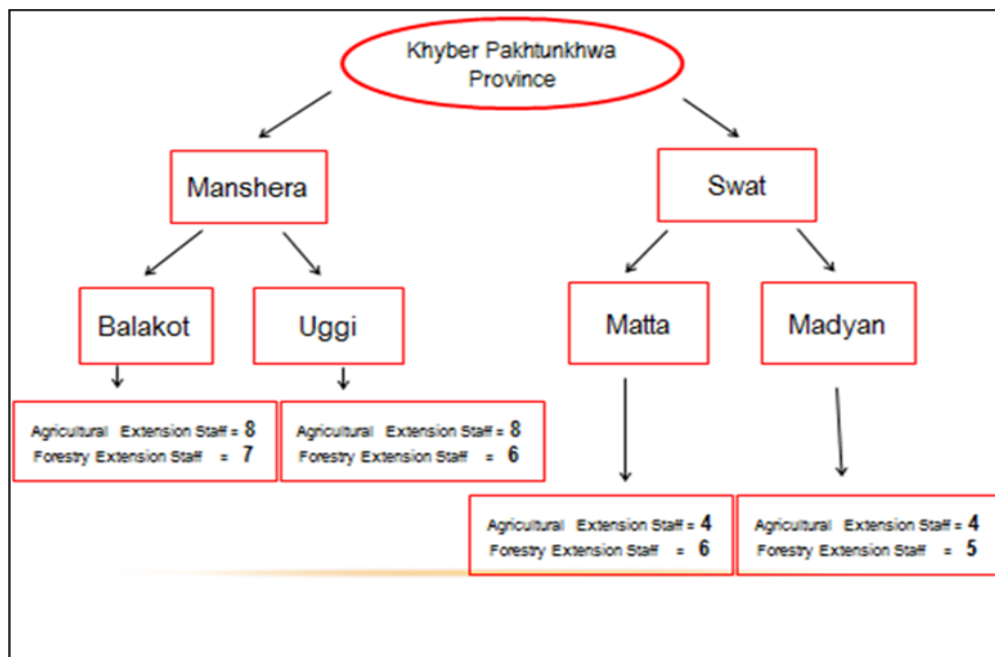 Khyber Pakhtunkhwa
Province
Manshera
Swat
Balakot
Uggi
Matta
Madyan
Agricultural Extension Staff = 8
Forestry Extension Staff = 7
Agricultural Extension Staff = 8
Forestry Extension Staff = 6
Agricultural Extension Staff = 4
Forestry Extension Staff = 6
Agricultural Extension Staff = 4
Forestry Extension Staff = 5